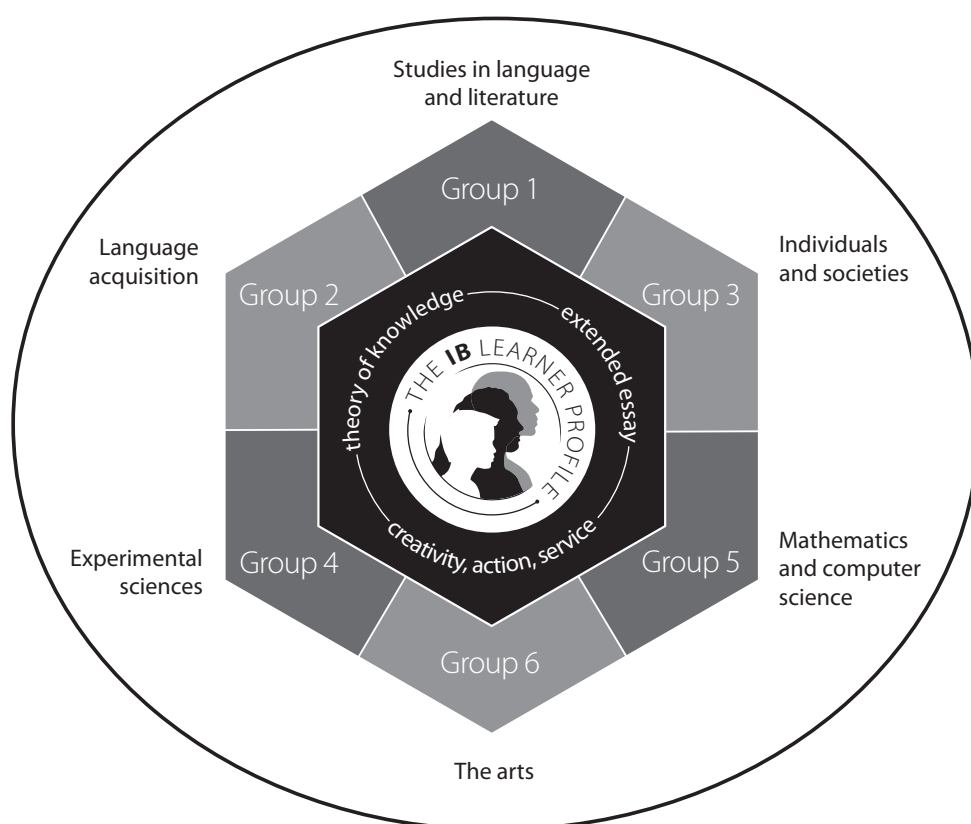 Studies in language
and literature
Group 1
Language
acquisition
Individuals
and societies
Group 2
Group 3
theory of knowledge
extended essay
THE IB LEARNER PROFILE
creativity, action, service
Experimental
sciences
Group 4
Group 5
Mathematics
and computer
science
Group 6
The arts